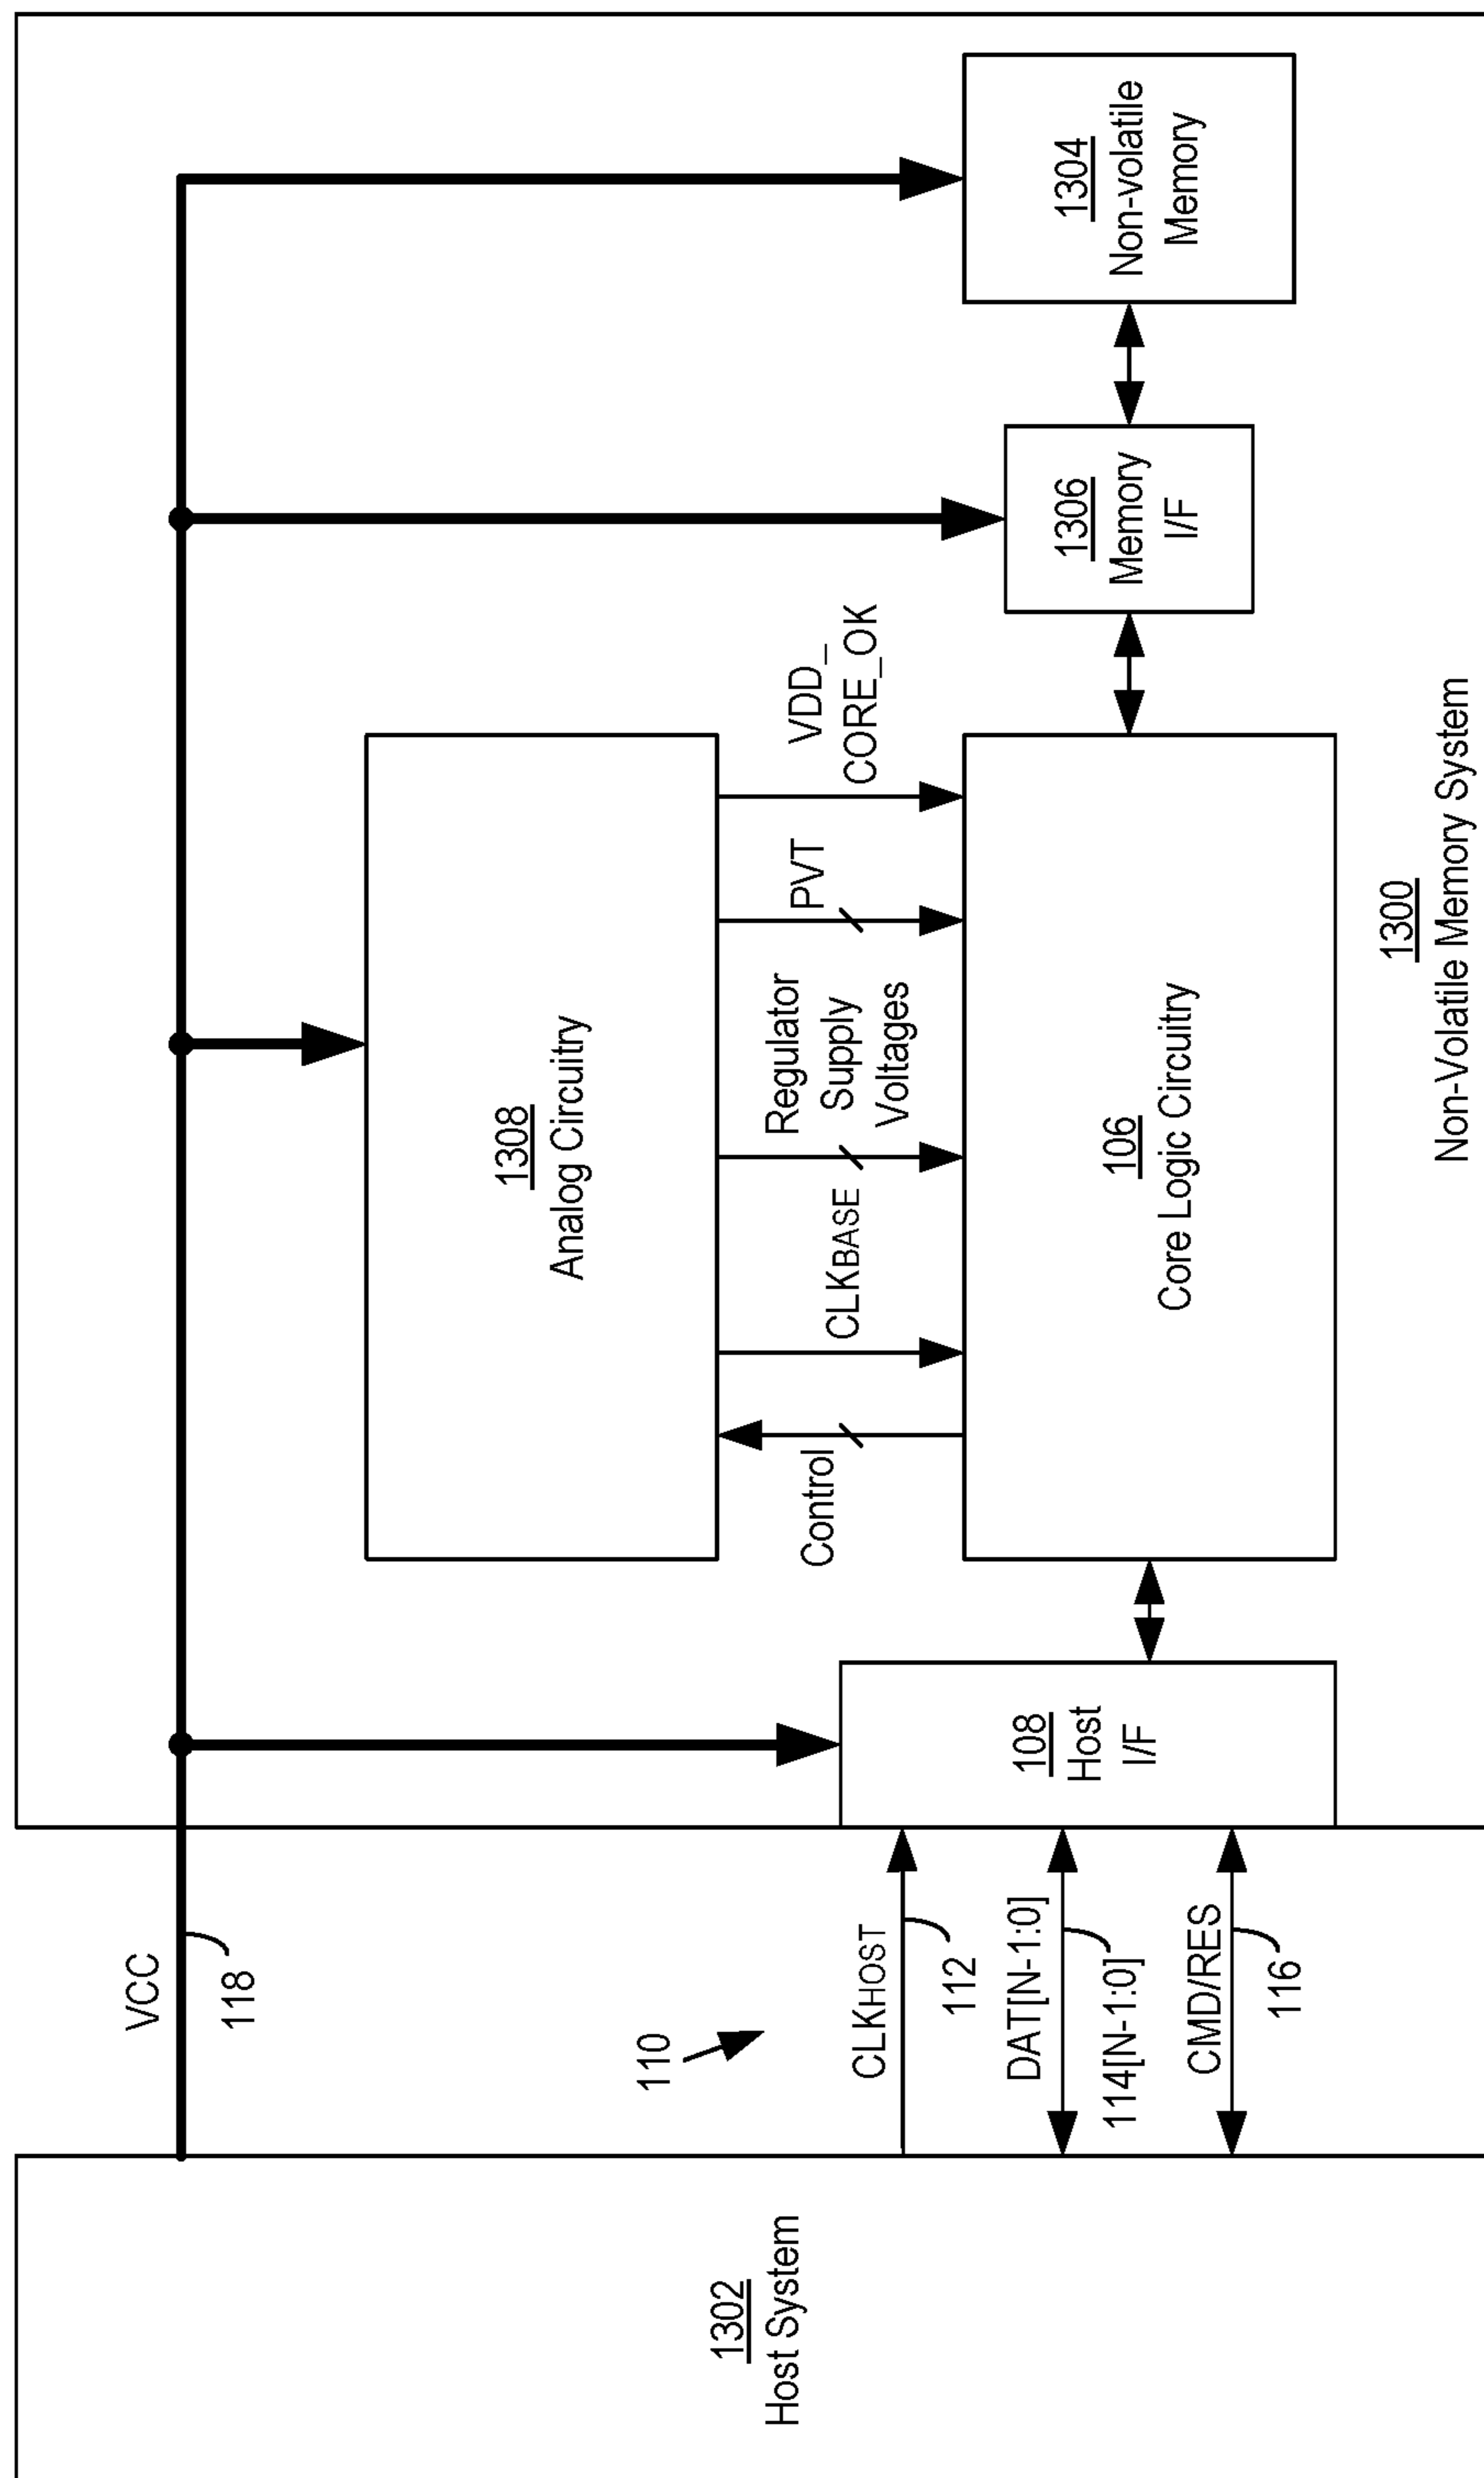 1302
Host System
VCC
118
110
CLKHOST
112
DAT[N-1:0]
114[N-1:0]
CMD/RES
116
108
Host
I/F
1308
Analog Circuitry
Control
CLKBASE
Regulator
Supply
Voltages
PVT
VDD_
CORE_OK
106
Core Logic Circuitry
1306
Memory
I/F
1304
Non-volatile
Memory
1300
Non-Volatile Memory System